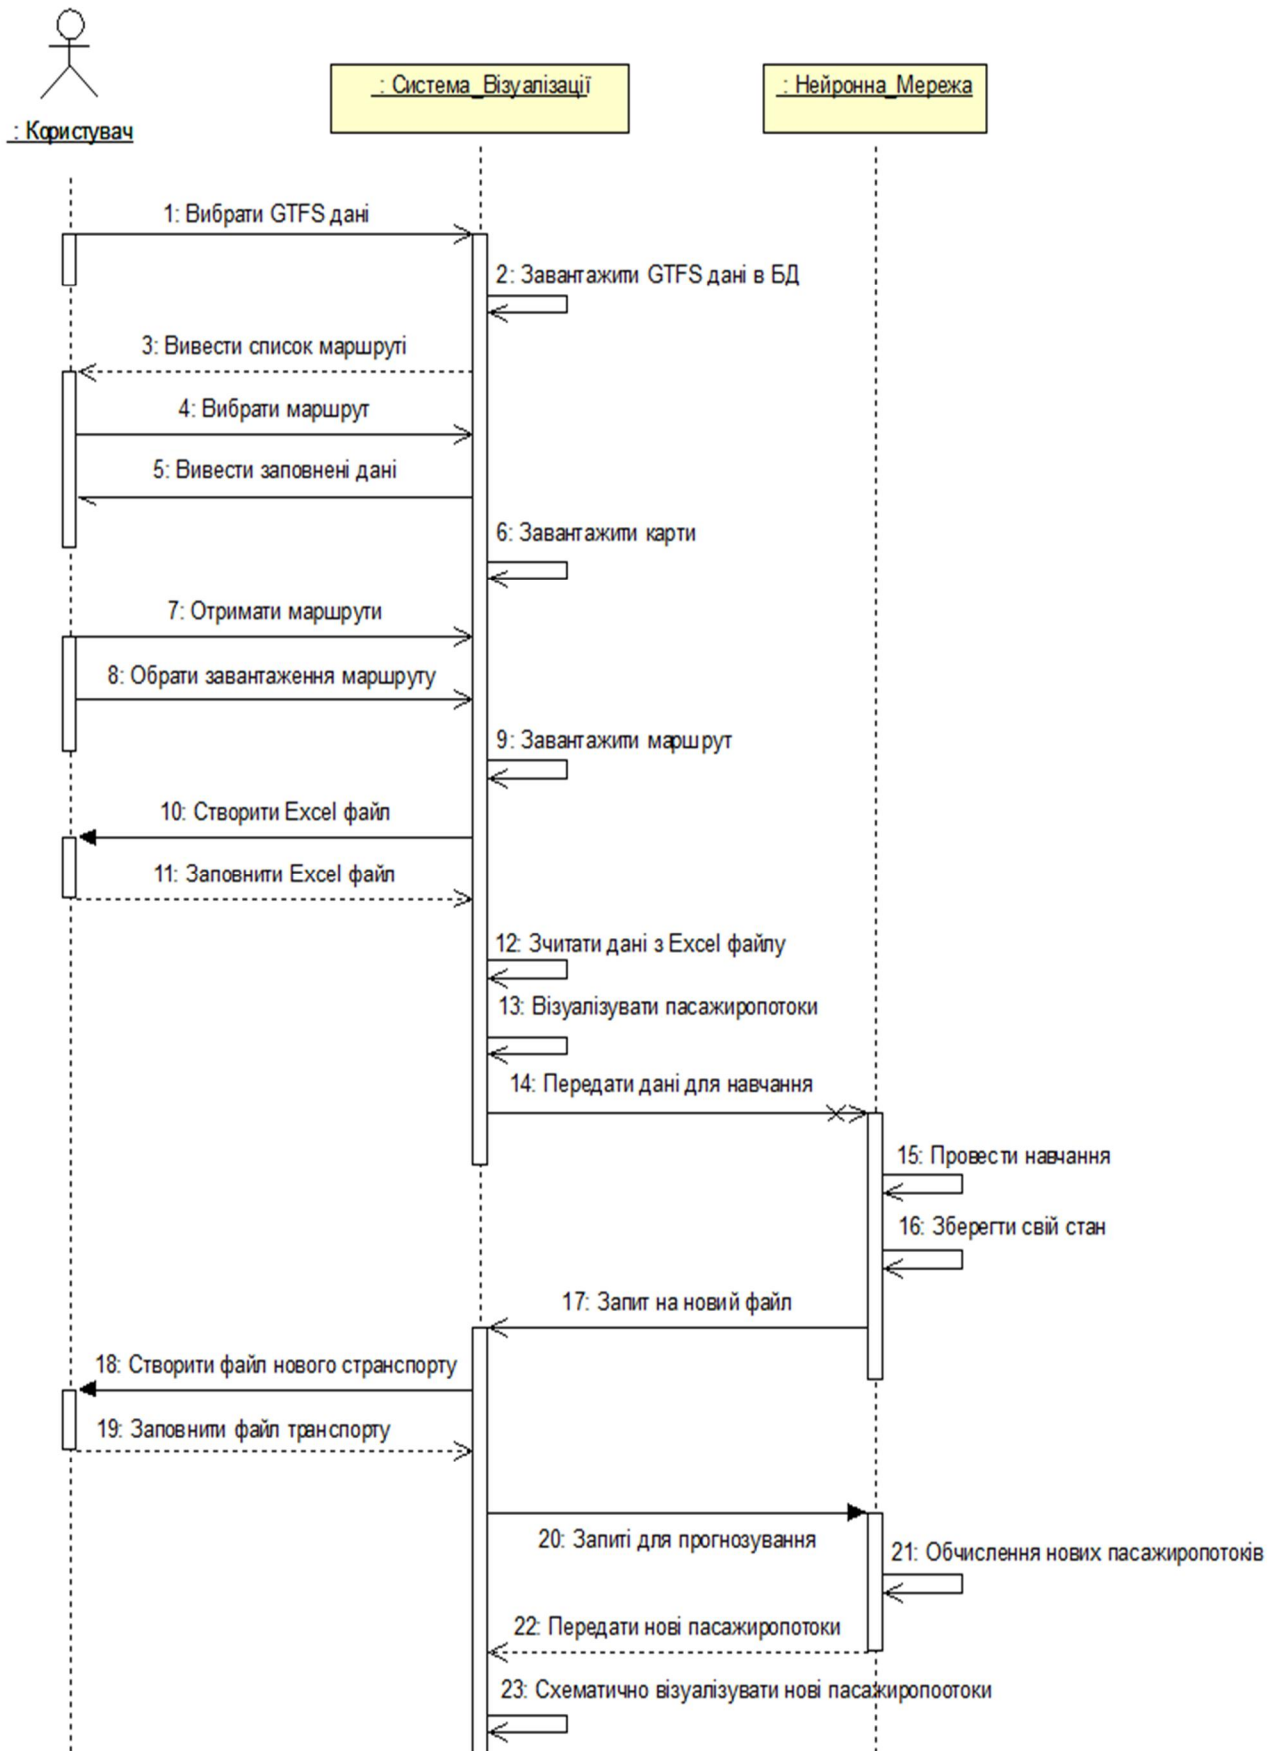 : Користувач
: Система_Візуалізації
: Нейронна_Мережа
1: Вибрати GTFS дані
2: Завантажити GTFS дані в БД
3: Вивести список маршруті
4: Вибрати маршрут
5: Вивести заповнені дані
6: Завантажити карти
7: Отримати маршрути
8: Обрати завантаження маршруту
9: Завантажити маршрут
10: Створити Excel файл
11: Заповнити Excel файл
12: Зчитати дані з Excel файлу
13: Візуалізувати пасажиропотоки
14: Передати дані для навчання
15: Провести навчання
16: Зберегти свій стан
17: Запит на новий файл
18: Створити файл нового странспорту
19: Заповнити файл транспорту
20: Запиті для прогнозування
21: Обчислення нових пасажиропотоків
22: Передати нові пасажиропотоки
23: Схематично візуалізувати нові пасажиропоотоки